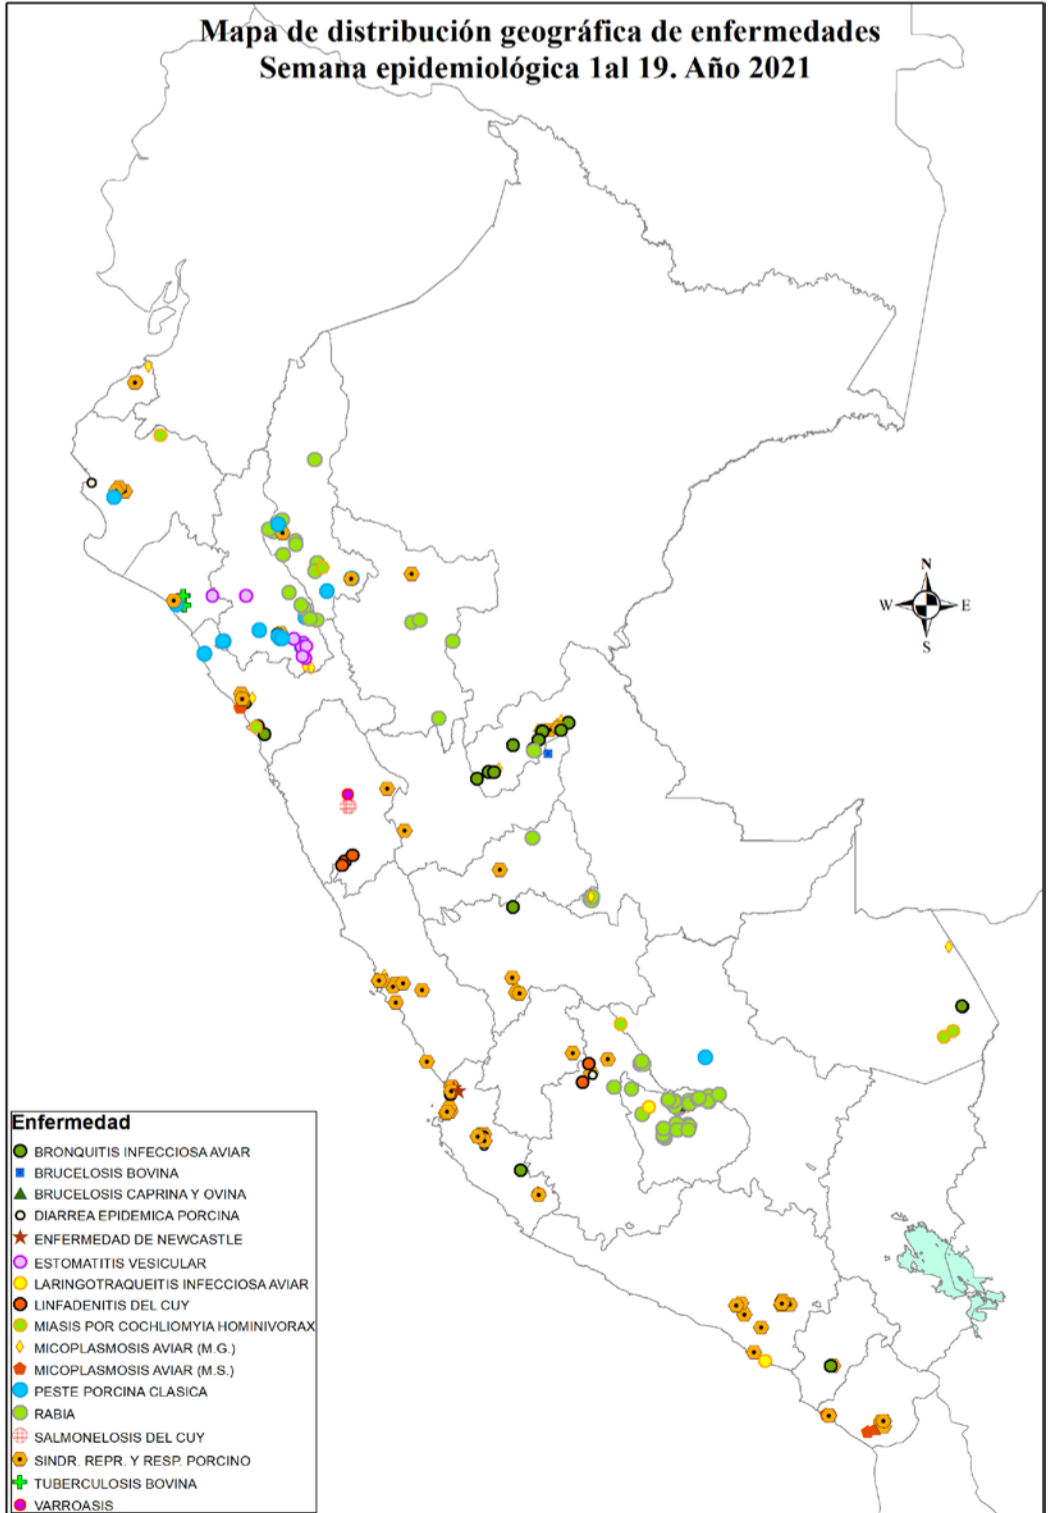 Mapa de distribución geográfica de enfermedades
Semana epidemiológica 1al 19. Año 2021
N
W
E
S
Enfermedad
BRONQUITIS INFECCIOSA AVIAR
BRUCELOSIS BOVINA
BRUCELOSIS CAPRINA Y OVINA
DIARREA EPIDEMICA PORCINA
ENFERMEDAD DE NEWCASTLE
ESTOMATITIS VESICULAR
LARINGOTRAQUEITIS INFECCIOSA AVIAR
LINFADENITIS DEL CUY
MIASIS POR COCHLIOMYIA HOMINIVORAX
MICOPLASMOSIS AVIAR (M.G.)
MICOPLASMOSIS AVIAR (M.S.)
PESTE PORCINA CLASICA
RABIA
SALMONELOSIS DEL CUY
SINDR. REPR. Y RESP. PORCINO
TUBERCULOSIS BOVINA
VARROASIS